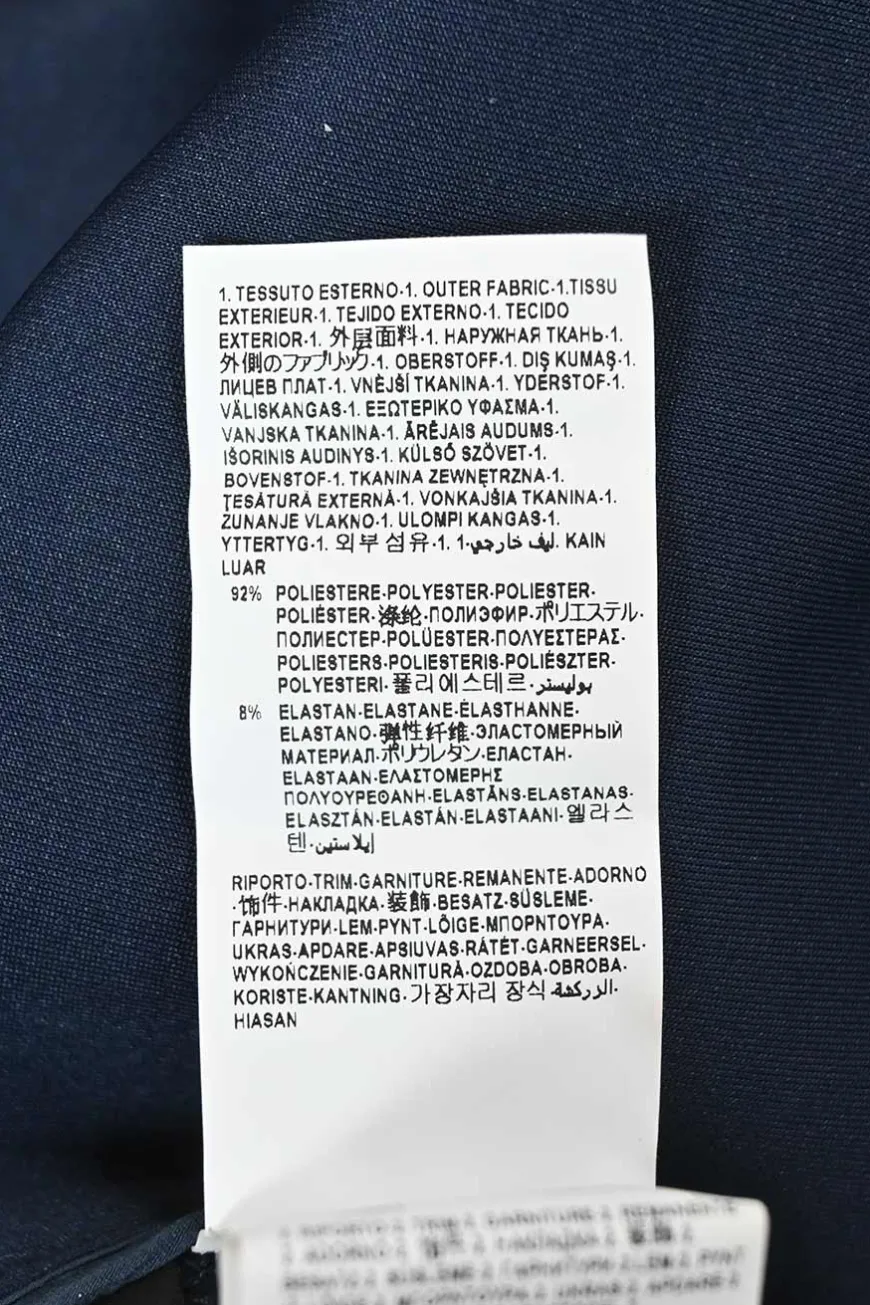 1. TESSUTO ESTERNO·1. OUTER FABRIC·1.TISSU
EXTERIEUR·1. TEJIDO EXTERNO·1. TECIDO
EXTERIOR·1. 外层面料·1. НАРУЖНАЯ ТКАНЬ·1.
外側のファブリック·1. OBERSTOFF·1. DIŞ KUMAŞ·1.
ЛИЦЕВ ПЛАТ·1. VNĚJŠÍ TKANINA·1. YDERSTOF·1.
VÄLISKANGAS·1. ΕΞΩΤΕΡΙΚΟ ΥΦΑΣΜΑ·1.
VANJSKA TKANINA·1. ĀRĒJAIS AUDUMS·1.
IŠORINIS AUDINYS·1. KÜLSŐ SZÖVET·1.
BOVENSTOF·1. TKANINA ZEWNĘTRZNA·1.
ŢESĂTURĂ EXTERNĂ·1. VONKAJŠIA TKANINA·1.
ZUNANJE VLAKNO·1. ULOMPI KANGAS·1.
YTTERTYG·1. 외부 섬유·1. ليف خارجي·1. KAIN
LUAR
92% POLIESTERE·POLYESTER·POLIESTER·
POLIÉSTER·涤纶·ПОЛИЭФИР·ポリエステル·
ПОЛИЕСТЕР·POLÜESTER·ΠΟΛΥΕΣΤΕΡΑΣ·
POLIESTERS·POLIESTERIS·POLIÉSZTER·
POLYESTERI·폴리에스테르·بوليستر
8% ELASTAN·ELASTANE·ÉLASTHANNE·
ELASTANO·弹性纤维·ЭЛАСТОМЕРНЫЙ
МАТЕРИАЛ·ポリウレタン·ЕЛАСТАН·
ELASTAAN·ΕΛΑΣΤΟΜΕΡΗΣ
ΠΟΛΥΟΥΡΕΘΑΝΗ·ELASTĀNS·ELASTANAS·
ELASZTÁN·ELASTÁN·ELASTAANI·엘라스
텐·إيلاستين
RIPORTO·TRIM·GARNITURE·REMANENTE·ADORNO
·饰件·НАКЛАДКА·装飾·BESATZ·SÜSLEME·
ГАРНИТУРИ·LEM·PYNT·LÕIGE·ΜΠΟΡΝΤΟΥΡΑ·
UKRAS·APDARE·APSIUVAS·RÁTÉT·GARNEERSEL·
WYKOŃCZENIE·GARNITURĂ·OZDOBA·OBROBA·
KORISTE·KANTNING·가장자리 장식·الزركشة·
HIASAN